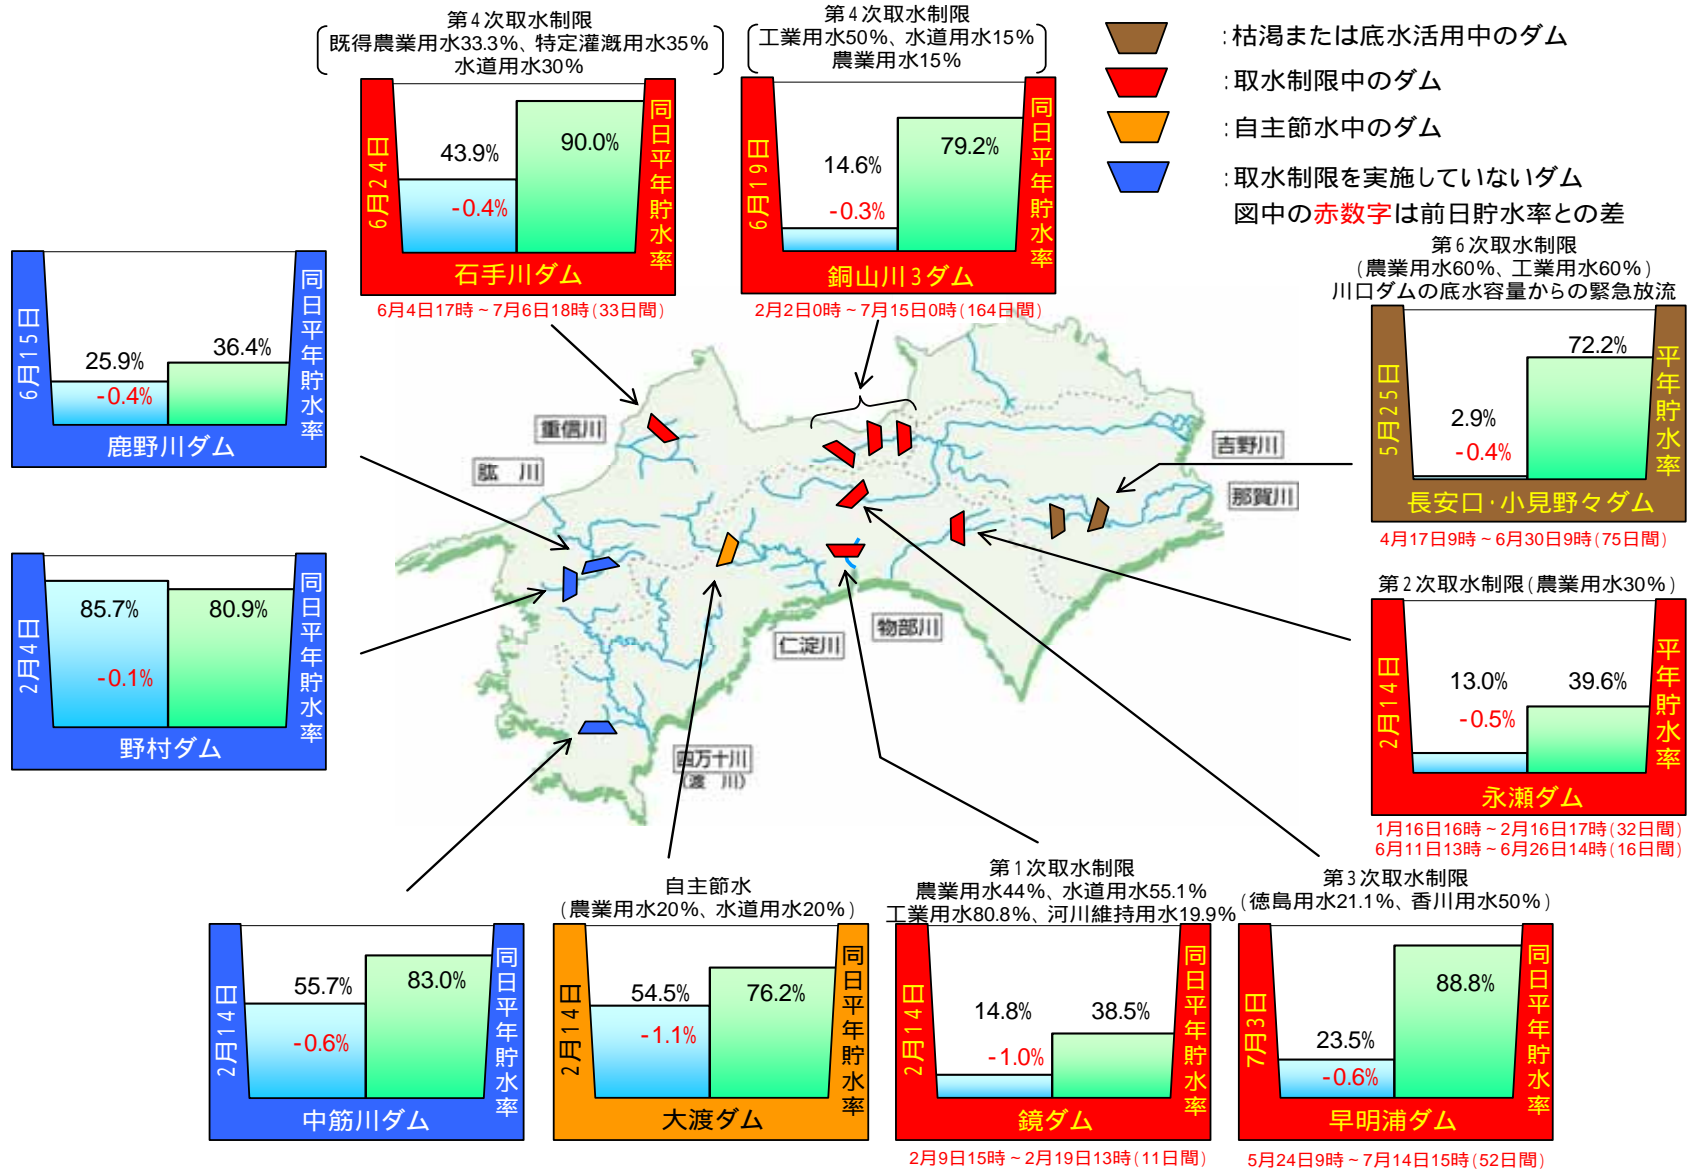 第4次取水制限
既得農業用水33.3%、特定灌漑用水35%
水道用水30%
6月24日
43.9%
-0.4%
90.0%
同日平年貯水率
石手川ダム
6月4日17時~7月6日18時(33日間)
第4次取水制限
工業用水50%、水道用水15%
農業用水15%
6月19日
14.6%
-0.3%
79.2%
同日平年貯水率
銅山川3ダム
2月2日0時~7月15日0時(164日間)
:枯渇または底水活用中のダム
:取水制限中のダム
:自主節水中のダム
:取水制限を実施していないダム
図中の赤数字は前日貯水率との差
6月15日
25.9%
-0.4%
36.4%
同日平年貯水率
鹿野川ダム
第6次取水制限
(農業用水60%、工業用水60%)
川口ダムの底水容量からの緊急放流
5月25日
2.9%
-0.4%
72.2%
平年貯水率
長安口・小見野々ダム
4月17日9時~6月30日9時(75日間)
重信川
肱 川
吉野川
那賀川
仁淀川
物部川
四万十川
(渡 川)
2月4日
85.7%
-0.1%
80.9%
同日平年貯水率
野村ダム
第2次取水制限(農業用水30%)
2月14日
13.0%
-0.5%
39.6%
平年貯水率
永瀬ダム
1月16日16時~2月16日17時(32日間)
6月11日13時~6月26日14時(16日間)
2月14日
55.7%
-0.6%
83.0%
同日平年貯水率
中筋川ダム
自主節水
(農業用水20%、水道用水20%)
2月14日
54.5%
-1.1%
76.2%
同日平年貯水率
大渡ダム
第1次取水制限
農業用水44%、水道用水55.1%
工業用水80.8%、河川維持用水19.9%
2月14日
14.8%
-1.0%
38.5%
同日平年貯水率
鏡ダム
2月9日15時~2月19日13時(11日間)
第3次取水制限
(徳島用水21.1%、香川用水50%)
7月3日
23.5%
-0.6%
88.8%
同日平年貯水率
早明浦ダム
5月24日9時~7月14日15時(52日間)